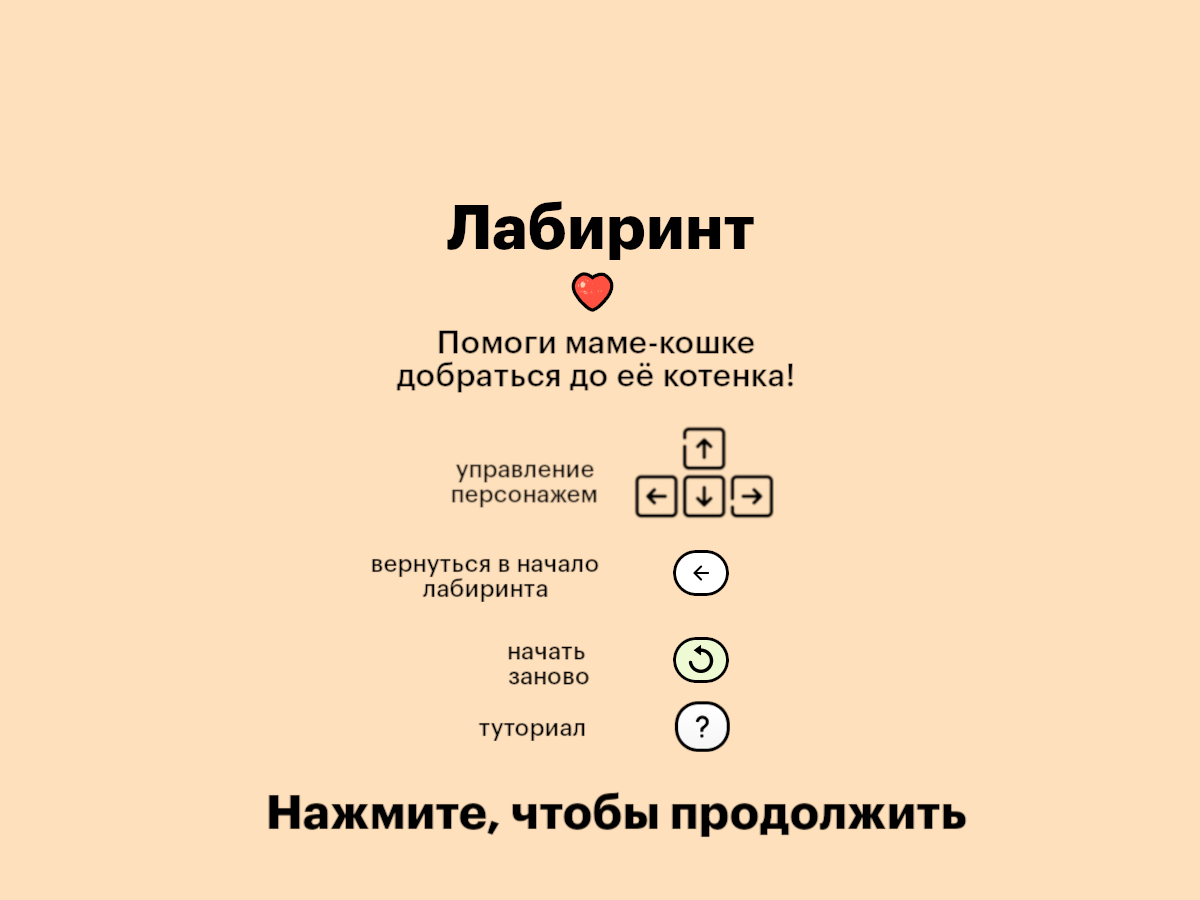 Лабиринт
Помоги маме-кошке
добраться до её котенка!
управление
персонажем
вернуться в начало
лабиринта
начать
заново
?
туториал
Нажмите, чтобы продолжить